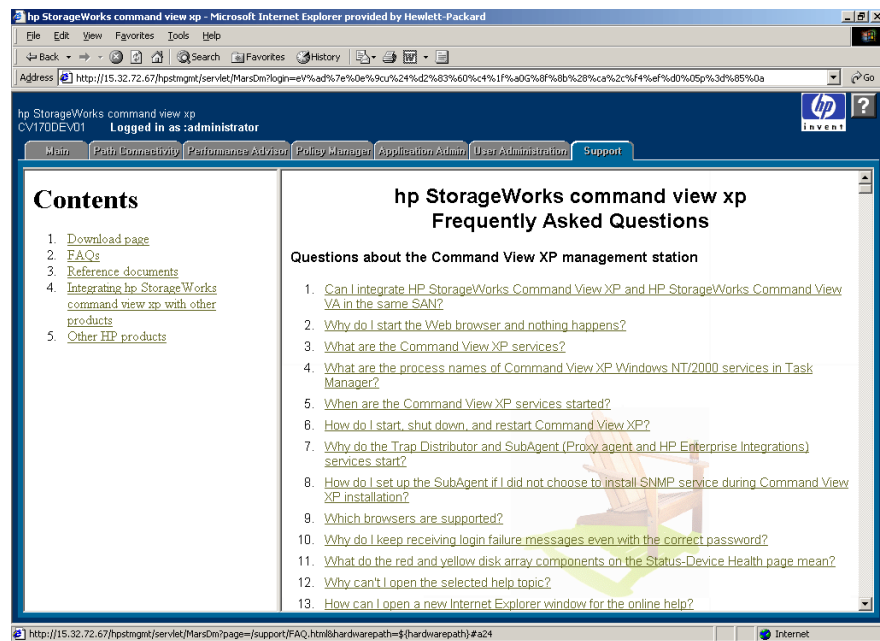 hp StorageWorks command view xp - Microsoft Internet Explorer provided by Hewlett-Packard
File Edit View Favorites Tools Help
Back Search Favorites History
Address http://15.32.72.67/hpstmgmt/servlet/MarsDm?login=eV%ad%7e%0e%9cu%24%d2%83%60%c4%1f%a0G%8f%8b%28%ca%2c%f4%ef%d0%05p%3d%85%0a Go
hp StorageWorks command view xp
CV170DEV01 Logged in as :administrator
hp
invent
?
Main Path Connectivity Performance Advisor Policy Manager Application Admin User Administration Support
Contents
1. Download page
2. FAQs
3. Reference documents
4. Integrating hp StorageWorks
command view xp with other
products
5. Other HP products
hp StorageWorks command view xp
Frequently Asked Questions
Questions about the Command View XP management station
1. Can I integrate HP StorageWorks Command View XP and HP StorageWorks Command View
VA in the same SAN?
2. Why do I start the Web browser and nothing happens?
3. What are the Command View XP services?
4. What are the process names of Command View XP Windows NT/2000 services in Task
Manager?
5. When are the Command View XP services started?
6. How do I start, shut down, and restart Command View XP?
7. Why do the Trap Distributor and SubAgent (Proxy agent and HP Enterprise Integrations)
services start?
8. How do I set up the SubAgent if I did not choose to install SNMP service during Command View
XP installation?
9. Which browsers are supported?
10. Why do I keep receiving login failure messages even with the correct password?
11. What do the red and yellow disk array components on the Status-Device Health page mean?
12. Why can't I open the selected help topic?
13. How can I open a new Internet Explorer window for the online help?
http://15.32.72.67/hpstmgmt/servlet/MarsDm?page=/support/FAQ.html&hardwarepath=${hardwarepath}#a24 Internet